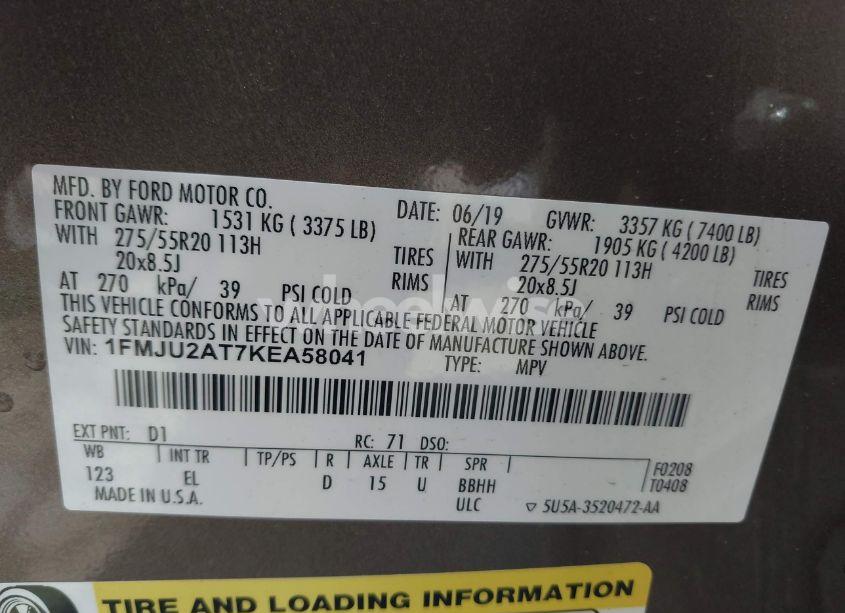 MFD. BY FORD MOTOR CO. DATE: 06/19 GVWR: 3357 KG ( 7400 LB)
FRONT GAWR: 1531 KG ( 3375 LB) REAR GAWR: 1905 KG ( 4200 LB)
WITH 275/55R20 113H TIRES WITH 275/55R20 113H TIRES
20x8.5J RIMS 20x8.5J RIMS
AT 270 kPa/ 39 PSI COLD AT 270 kPa/ 39 PSI COLD
THIS VEHICLE CONFORMS TO ALL APPLICABLE FEDERAL MOTOR VEHICLE
SAFETY STANDARDS IN EFFECT ON THE DATE OF MANUFACTURE SHOWN ABOVE.
VIN: 1FMJU2AT7KEA58041 TYPE: MPV
EXT PNT: D1 RC: 71 DSO:
WB INT TR TP/PS R AXLE TR SPR F0208
123 EL D 15 U BBHH T0408
MADE IN U.S.A. ULC ▽ 5U5A-3520472-AA
TIRE AND LOADING INFORMATION
wheelwise